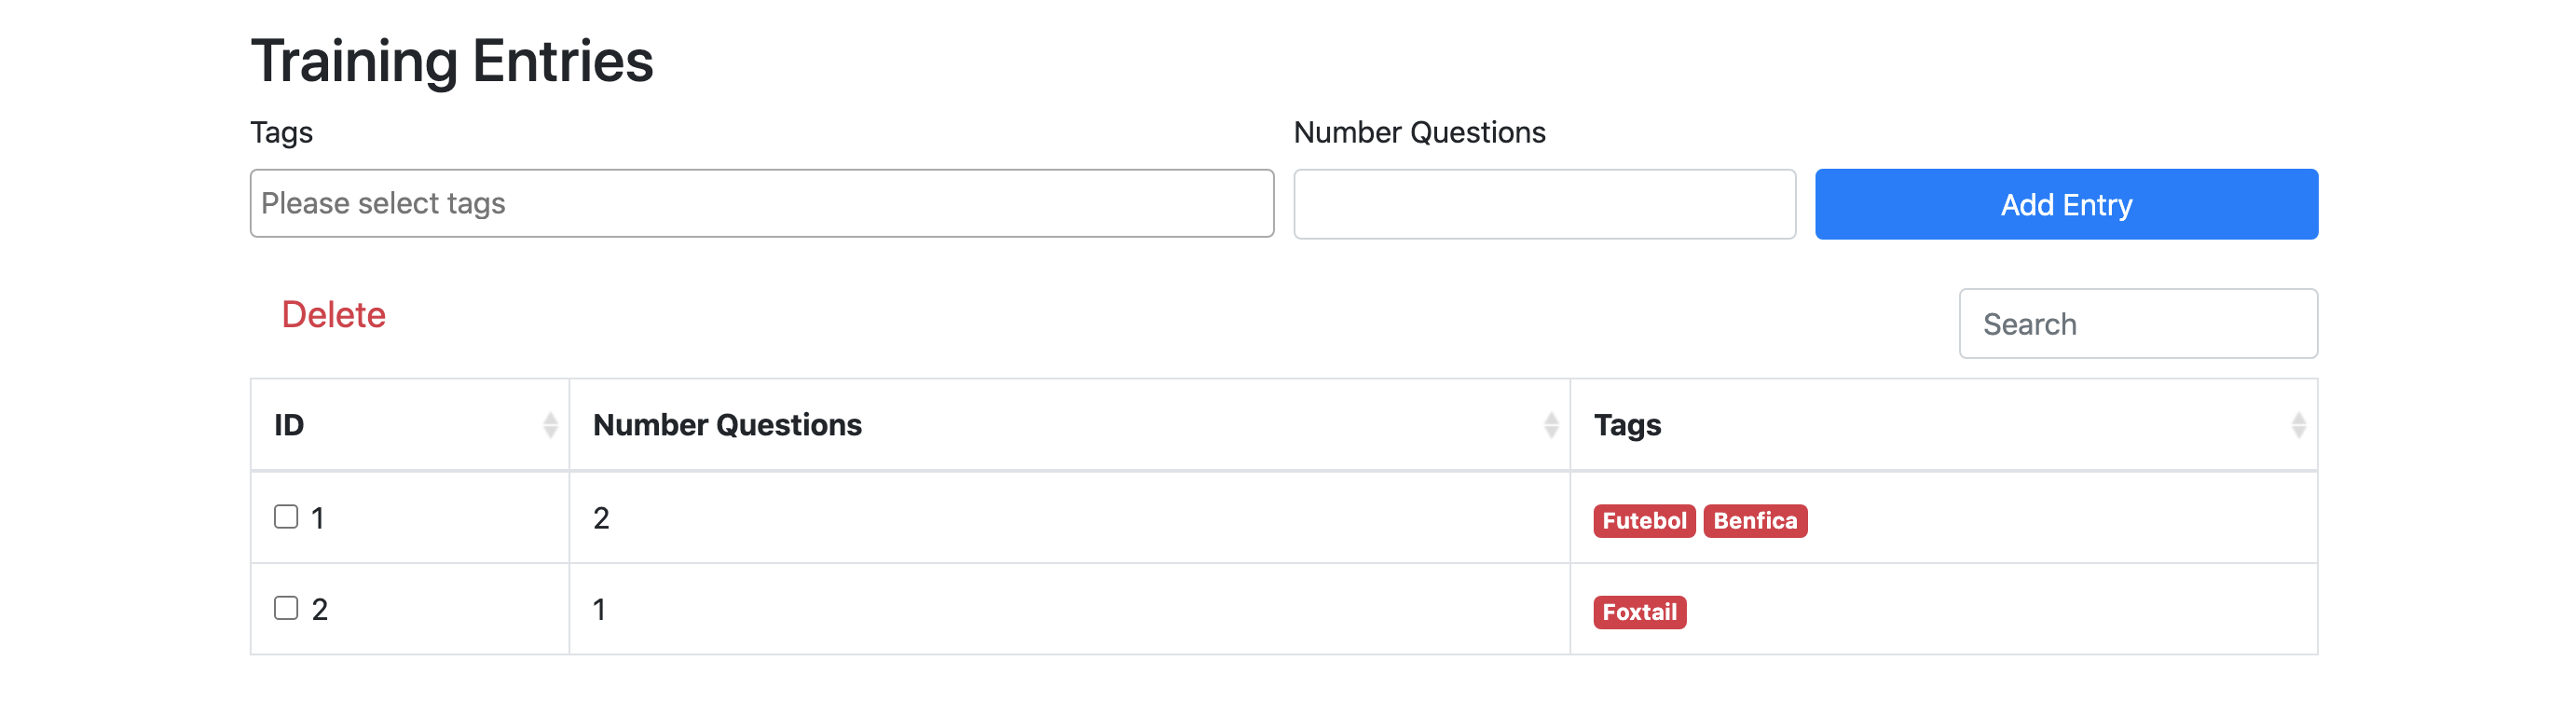 Training Entries
Tags Number Questions
Please select tags Add Entry
Delete Search
ID Number Questions Tags
1 2 Futebol Benfica
2 1 Foxtail